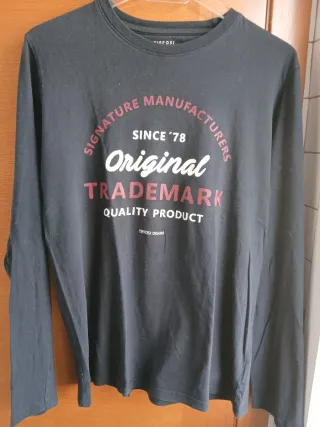 SIGNATURE MANUFACTURERS
SINCE '78
Original
TRADEMARK
QUALITY PRODUCT